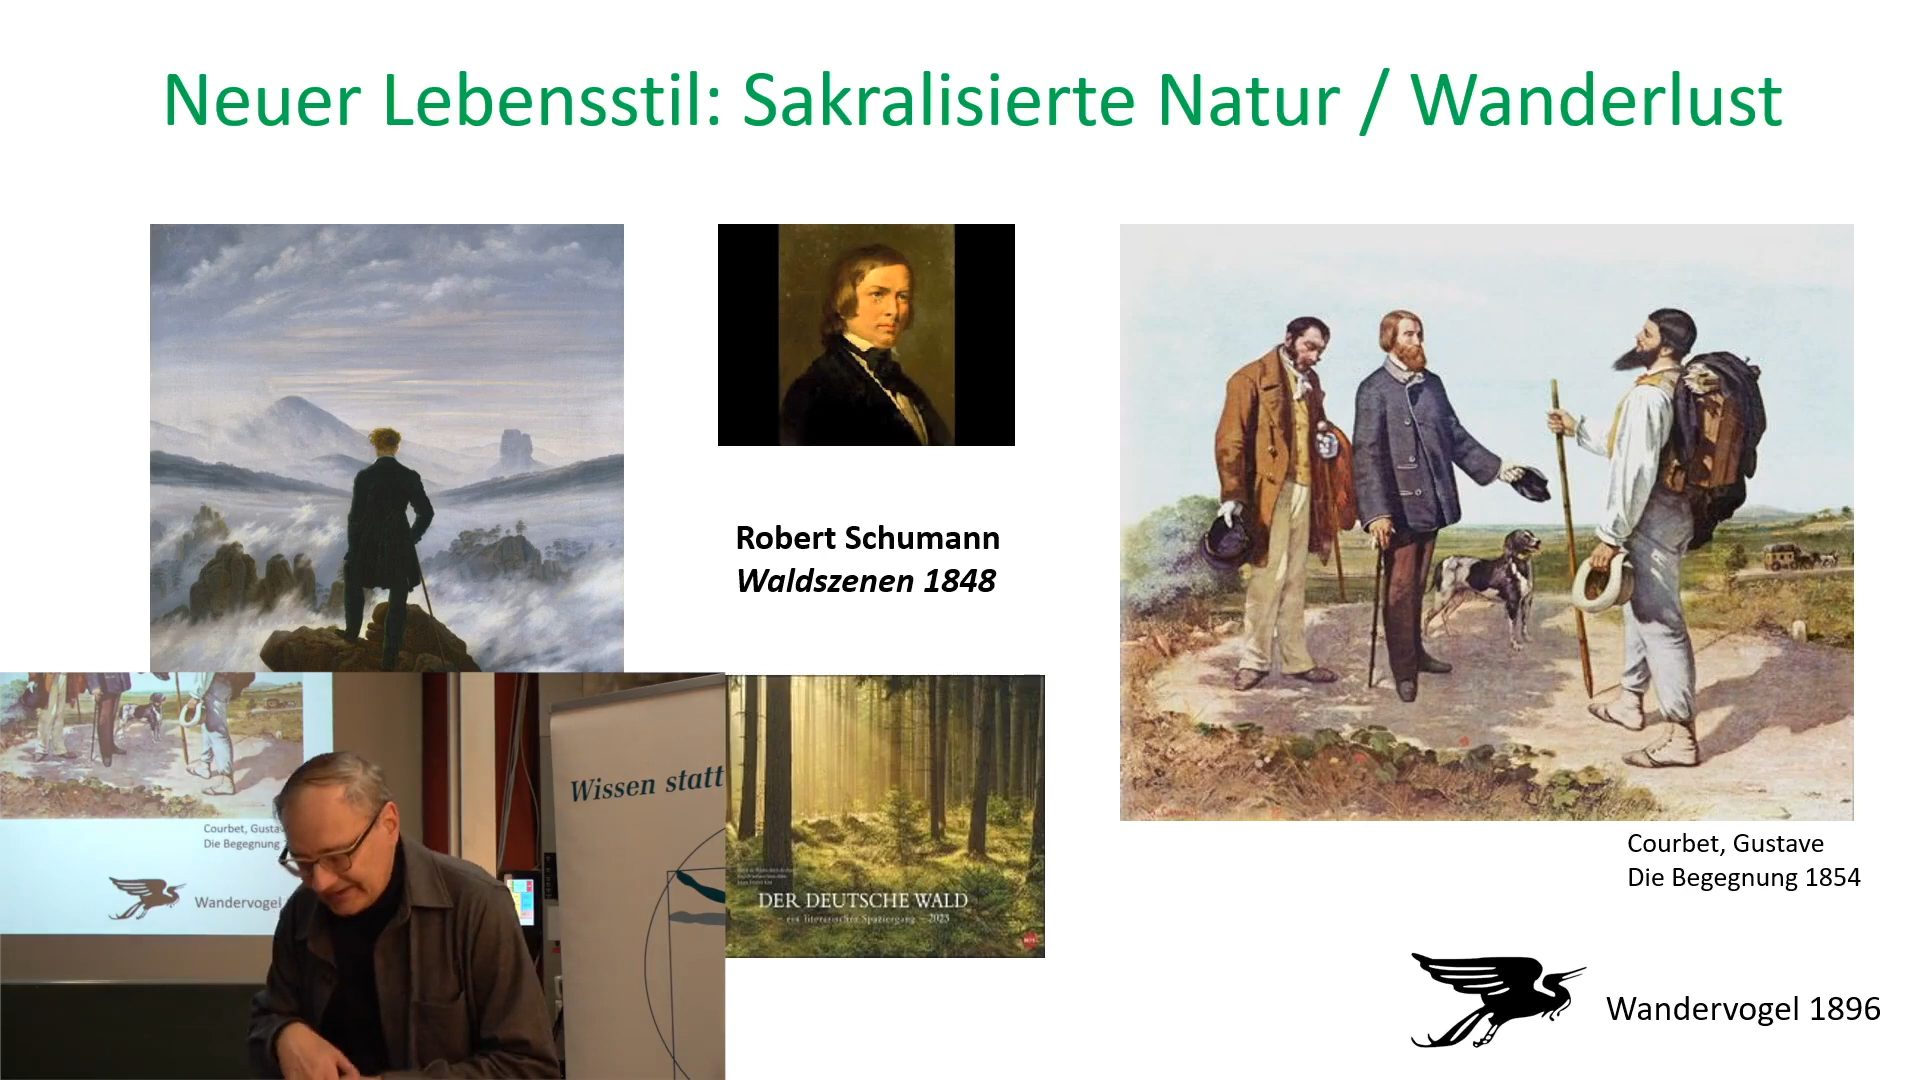 Neuer Lebensstil: Sakralisierte Natur / Wanderlust
Robert Schumann
Waldszenen 1848
Courbet, Gustave
Die Begegnung 1854
Wandervogel 1896
DER DEUTSCHE WALD
ein literarischer Spaziergang – 2023
Wissen statt
Courbet, Gusta
Die Begegnung
Wandervogel